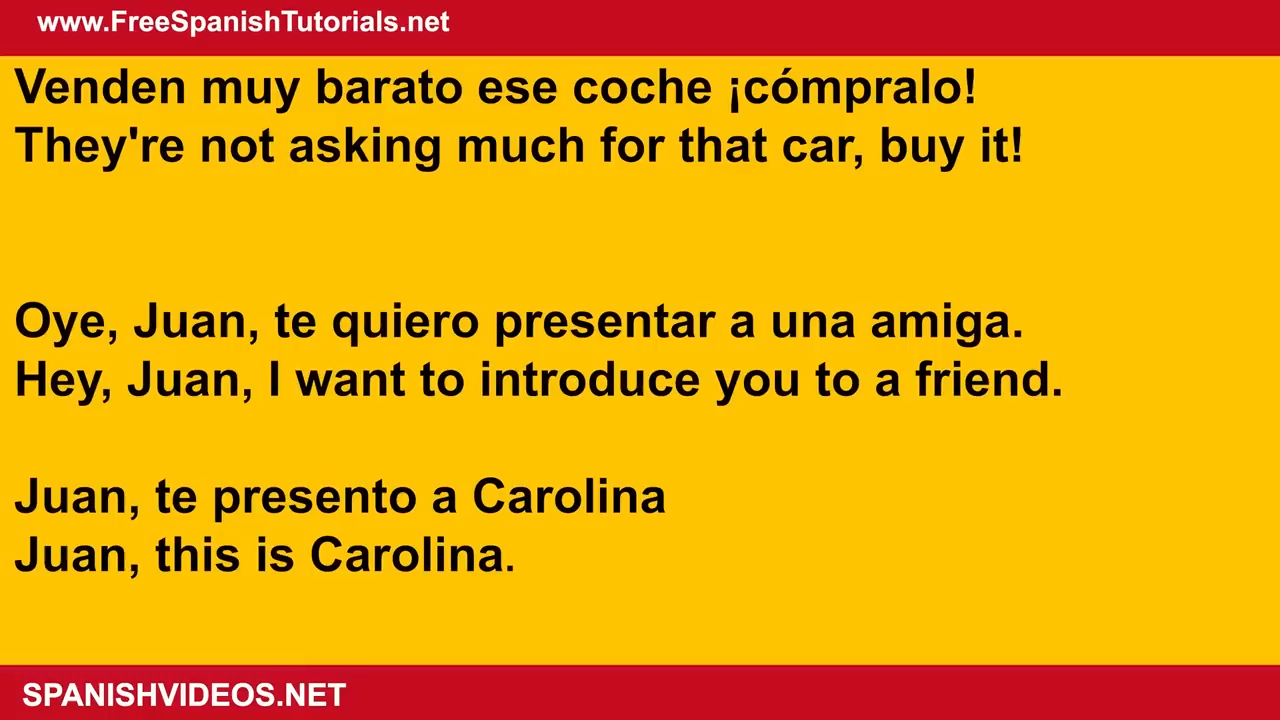 www.FreeSpanishTutorials.net
Venden muy barato ese coche ¡cómpralo!
They're not asking much for that car, buy it!
Oye, Juan, te quiero presentar a una amiga.
Hey, Juan, I want to introduce you to a friend.
Juan, te presento a Carolina
Juan, this is Carolina.
SPANISHVIDEOS.NET